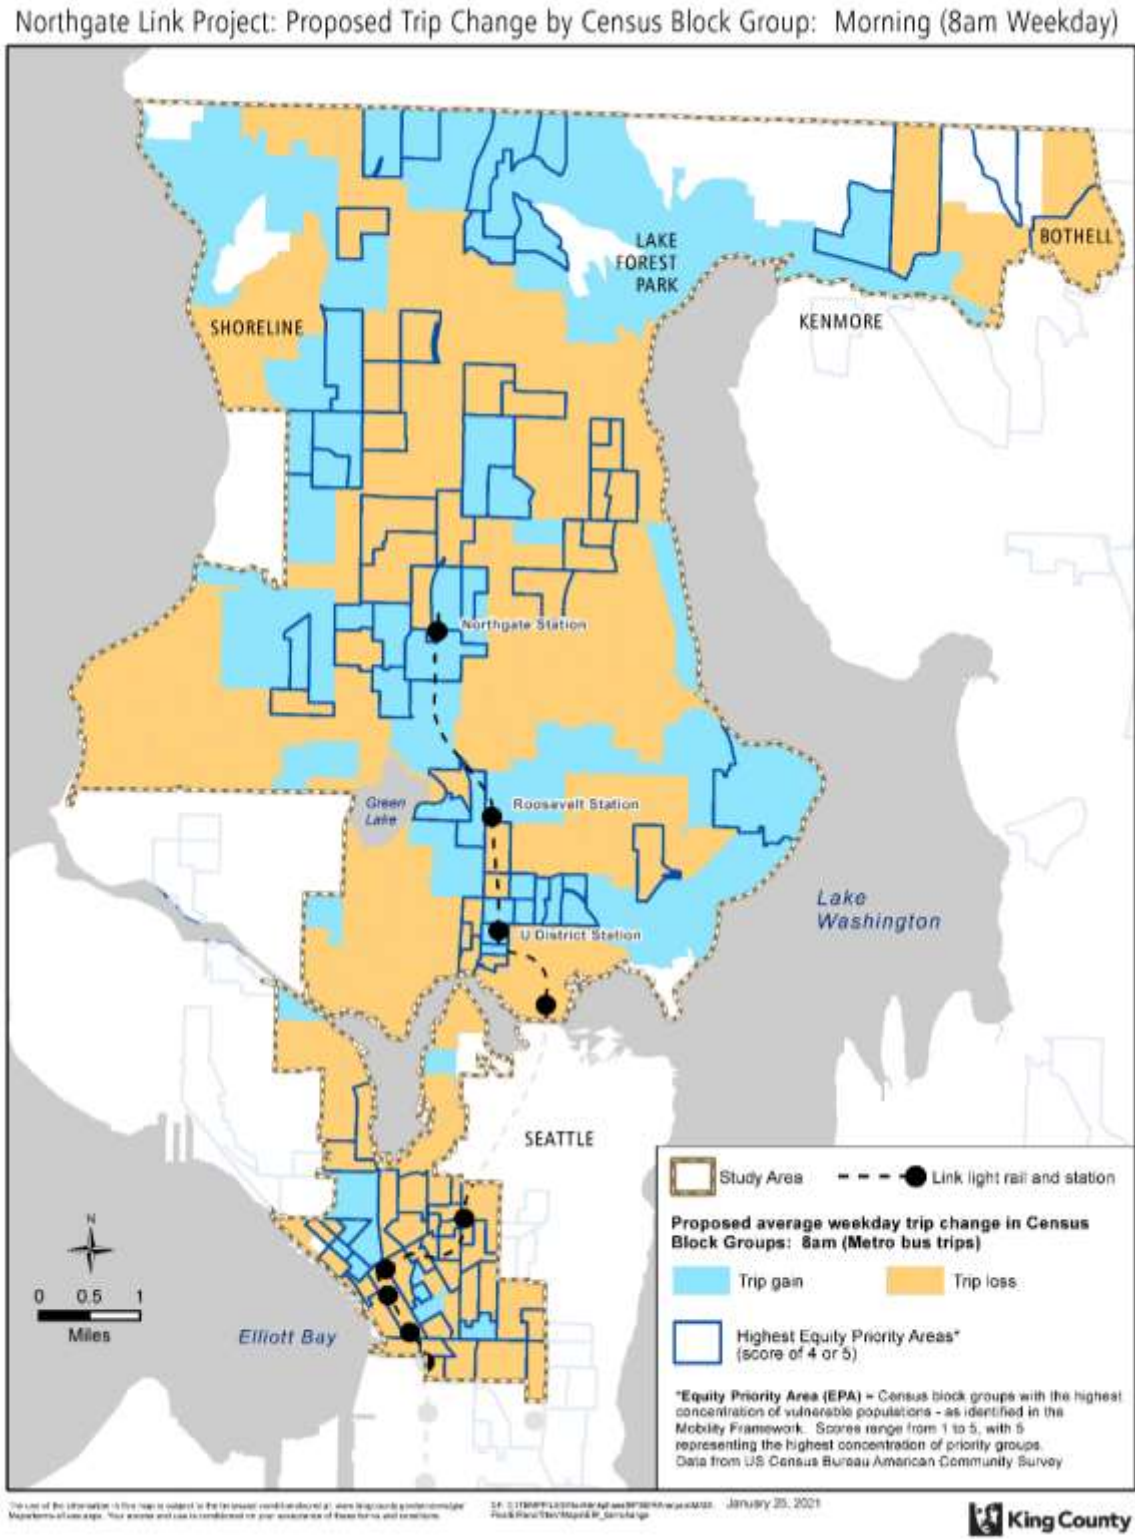 Northgate Link Project: Proposed Trip Change by Census Block Group: Morning (8am Weekday)
LAKE
FOREST
PARK
BOTHELL
SHORELINE
KENMORE
Northgate Station
Green
Lake
Roosevelt Station
Lake
Washington
U District Station
SEATTLE
Study Area
Link light rail and station
Proposed average weekday trip change in Census
Block Groups: 8am (Metro bus trips)
Trip gain
Trip loss
Highest Equity Priority Areas*
(score of 4 or 5)
*Equity Priority Area (EPA) = Census block groups with the highest
concentration of vulnerable populations - as identified in the
Mobility Framework. Scores range from 1 to 5, with 5
representing the highest concentration of priority groups.
Data from US Census Bureau American Community Survey
N
0 0.5 1
Miles
Elliott Bay
January 25, 2021
King County